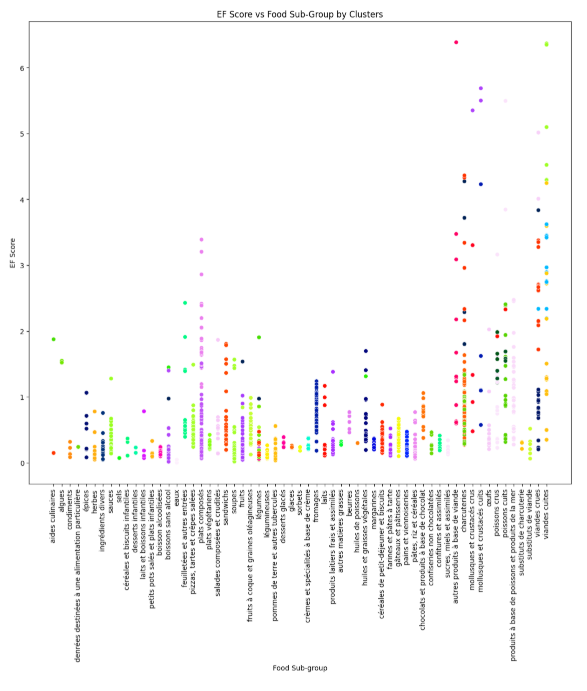 EF Score vs Food Sub-Group by Clusters
EF Score
6
5
4
3
2
1
0
aides culinaires
algues
condiments
denrées destinées à une alimentation particulière
épices
herbes
ingrédients divers
sauces
sels
céréales et biscuits infantiles
desserts infantiles
laits et boissons infantiles
petits pots salés et plats infantiles
boisson alcoolisées
boissons sans alcool
eaux
feuilletées et autres entrées
pizzas, tartes et crêpes salées
plats composés
plats végétariens
salades composées et crudités
sandwichs
soupes
fruits
fruits à coque et graines oléagineuses
légumes
légumineuses
pommes de terre et autres tubercules
desserts glacés
glaces
sorbets
crèmes et spécialités à base de crème
fromages
laits
produits laitiers frais et assimilés
autres matières grasses
beurres
huiles de poissons
huiles et graisses végétales
margarines
céréales de petit-déjeuner et biscuits
farines et pâtes à tarte
gâteaux et pâtisseries
pains et viennoiseries
pâtes, riz et céréales
chocolats et produits à base de chocolat
confiseries non chocolatées
confitures et assimilés
sucres, miels et assimilés
autres produits à base de viande
charcuteries
mollusques et crustacés crus
mollusques et crustacés cuits
œufs
poissons crus
poissons cuits
produits à base de poissons et produits de la mer
substituts de charcuterie
substituts de viande
viandes crues
viandes cuites
Food Sub-group